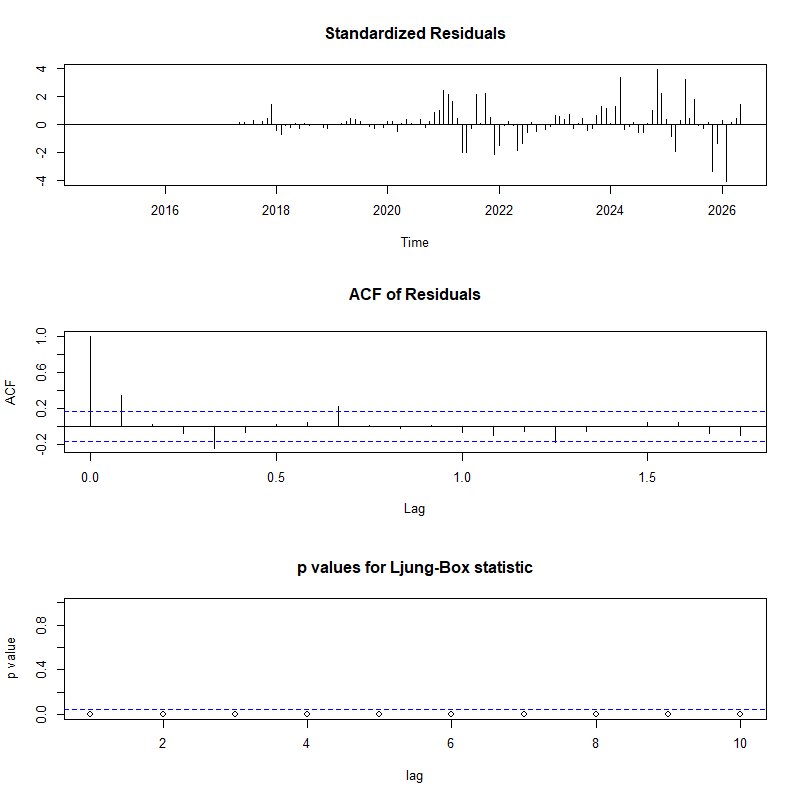 Standardized Residuals
4
2
0
-2
-4
2016 2018 2020 2022 2024 2026
Time
ACF of Residuals
ACF
1.0
0.6
0.2
-0.2
0.0 0.5 1.0 1.5
Lag
p values for Ljung-Box statistic
p value
0.8
0.4
0.0
2 4 6 8 10
lag